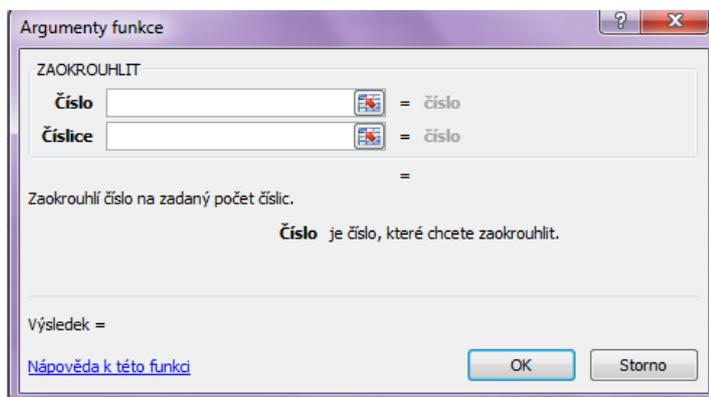 Argumenty funkce
ZAOKROUHLIT
Číslo = číslo
Číslice = číslo
=
Zaokrouhlí číslo na zadaný počet číslic.
Číslo je číslo, které chcete zaokrouhlit.
Výsledek =
Nápověda k této funkci OK Storno